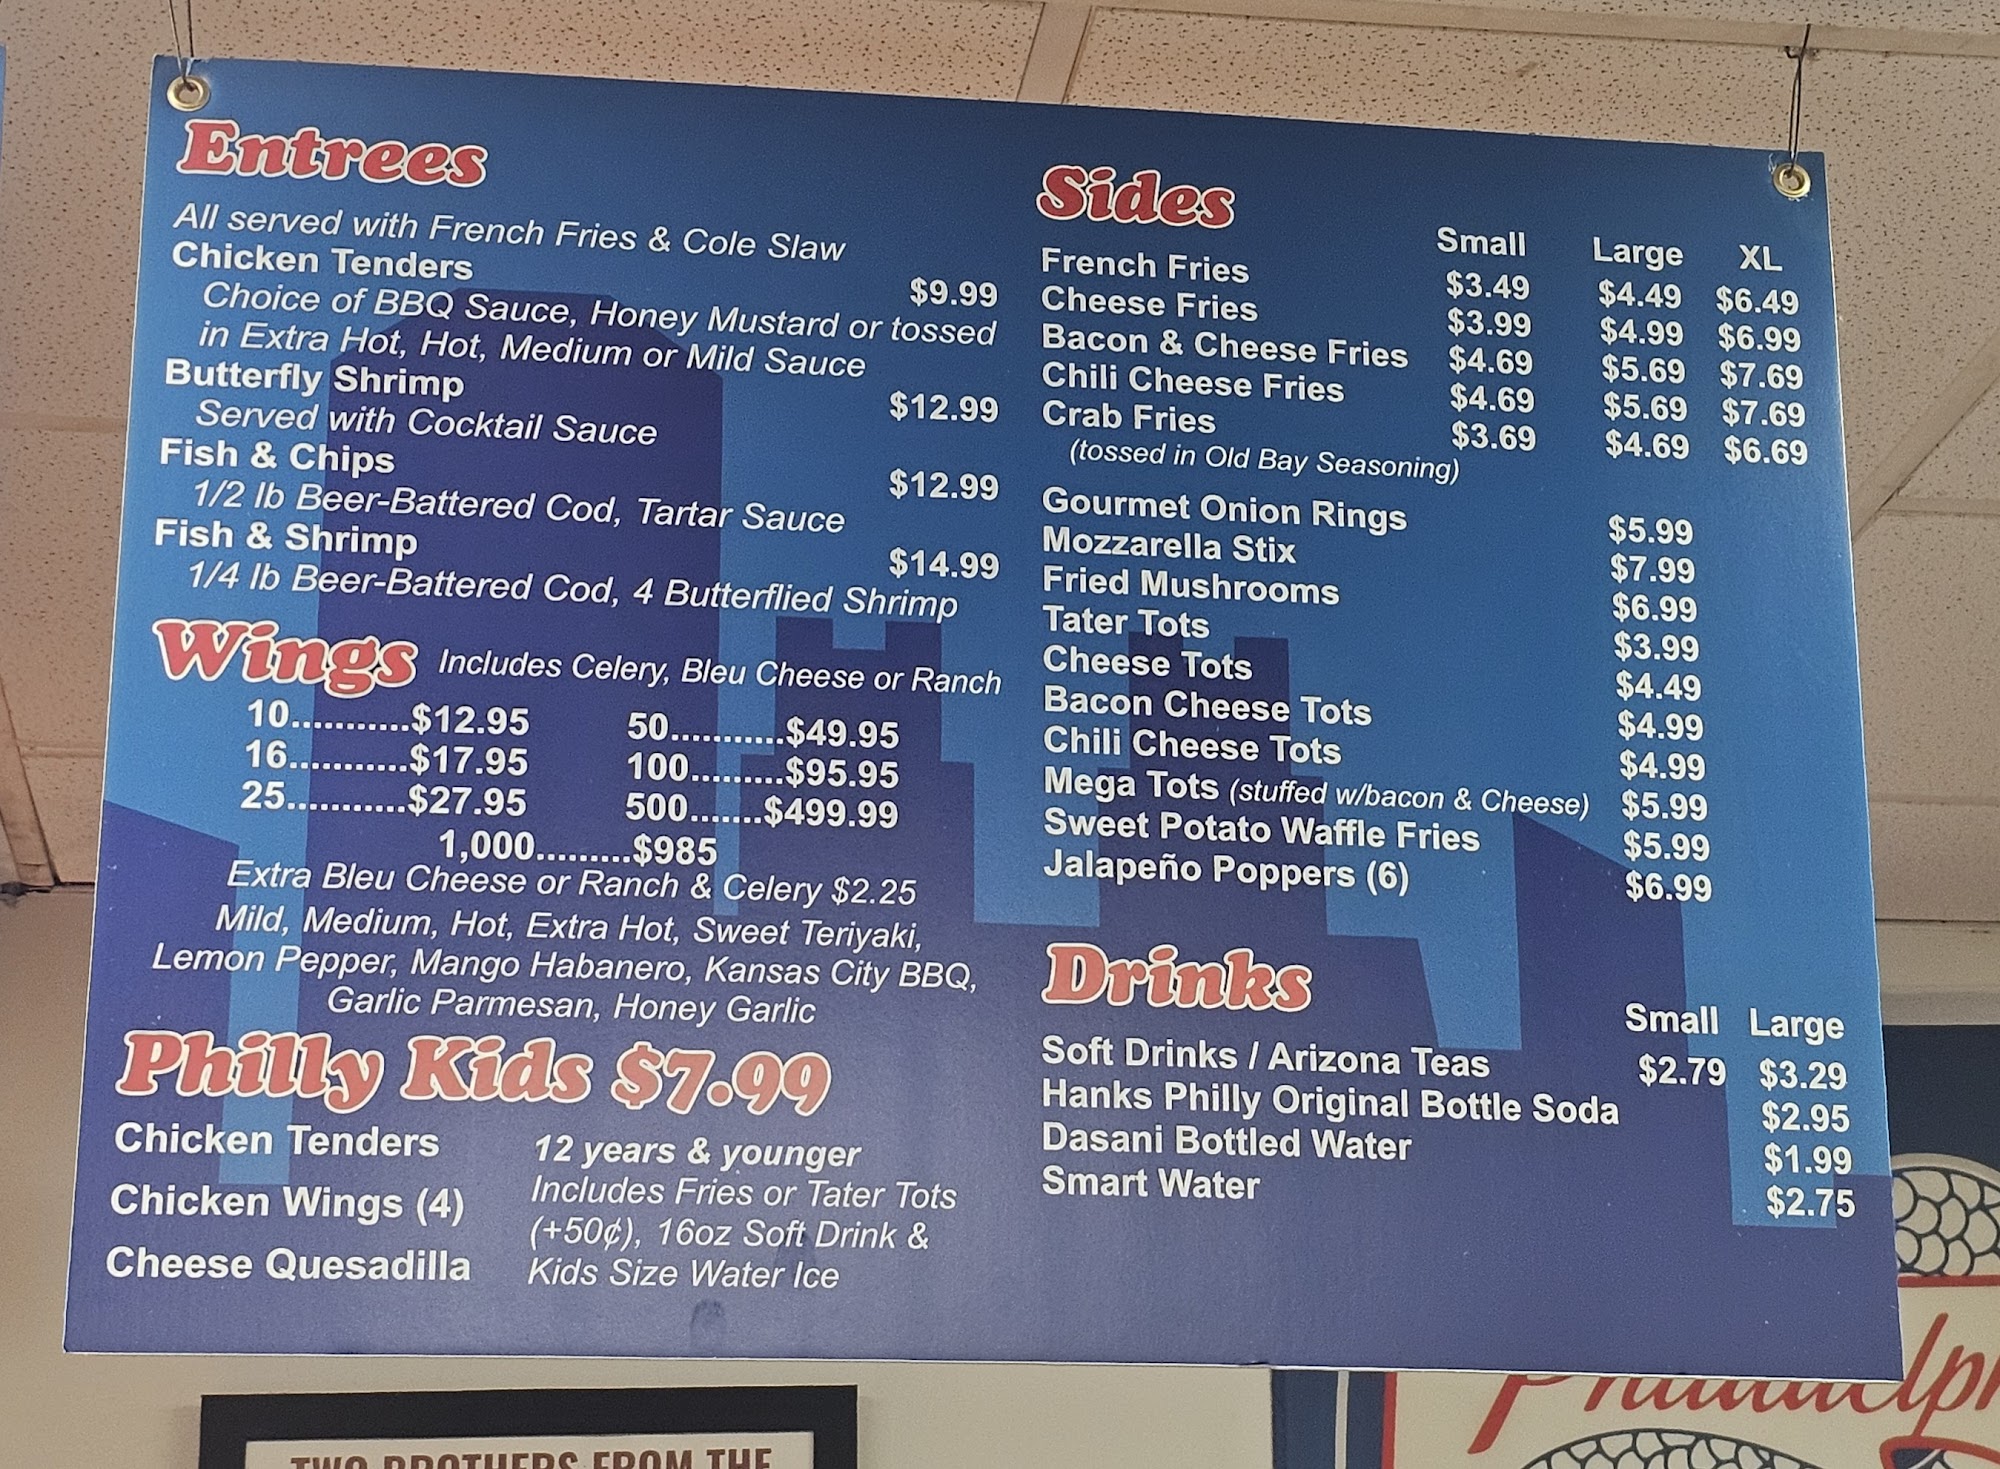 Entrees
All served with French Fries & Cole Slaw
Chicken Tenders $9.99
Choice of BBQ Sauce, Honey Mustard or tossed
in Extra Hot, Hot, Medium or Mild Sauce
Butterfly Shrimp $12.99
Served with Cocktail Sauce
Fish & Chips $12.99
1/2 lb Beer-Battered Cod, Tartar Sauce
Fish & Shrimp $14.99
1/4 lb Beer-Battered Cod, 4 Butterflied Shrimp
Wings Includes Celery, Bleu Cheese or Ranch
10...........$12.95 50...........$49.95
16...........$17.95 100.........$95.95
25...........$27.95 500.......$499.99
1,000.........$985
Extra Bleu Cheese or Ranch & Celery $2.25
Mild, Medium, Hot, Extra Hot, Sweet Teriyaki,
Lemon Pepper, Mango Habanero, Kansas City BBQ,
Garlic Parmesan, Honey Garlic
Philly Kids $7.99
Chicken Tenders
Chicken Wings (4)
Cheese Quesadilla
12 years & younger
Includes Fries or Tater Tots
(+50¢), 16oz Soft Drink &
Kids Size Water Ice
Sides
Small Large XL
French Fries $3.49 $4.49 $6.49
Cheese Fries $3.99 $4.99 $6.99
Bacon & Cheese Fries $4.69 $5.69 $7.69
Chili Cheese Fries $4.69 $5.69 $7.69
Crab Fries $3.69 $4.69 $6.69
(tossed in Old Bay Seasoning)
Gourmet Onion Rings $5.99
Mozzarella Stix $7.99
Fried Mushrooms $6.99
Tater Tots $3.99
Cheese Tots $4.49
Bacon Cheese Tots $4.99
Chili Cheese Tots $4.99
Mega Tots (stuffed w/bacon & Cheese) $5.99
Sweet Potato Waffle Fries $5.99
Jalapeño Poppers (6) $6.99
Drinks
Small Large
Soft Drinks / Arizona Teas $2.79 $3.29
Hanks Philly Original Bottle Soda $2.95
Dasani Bottled Water $1.99
Smart Water $2.75
TWO BROTHERS FROM THE
Philadelph